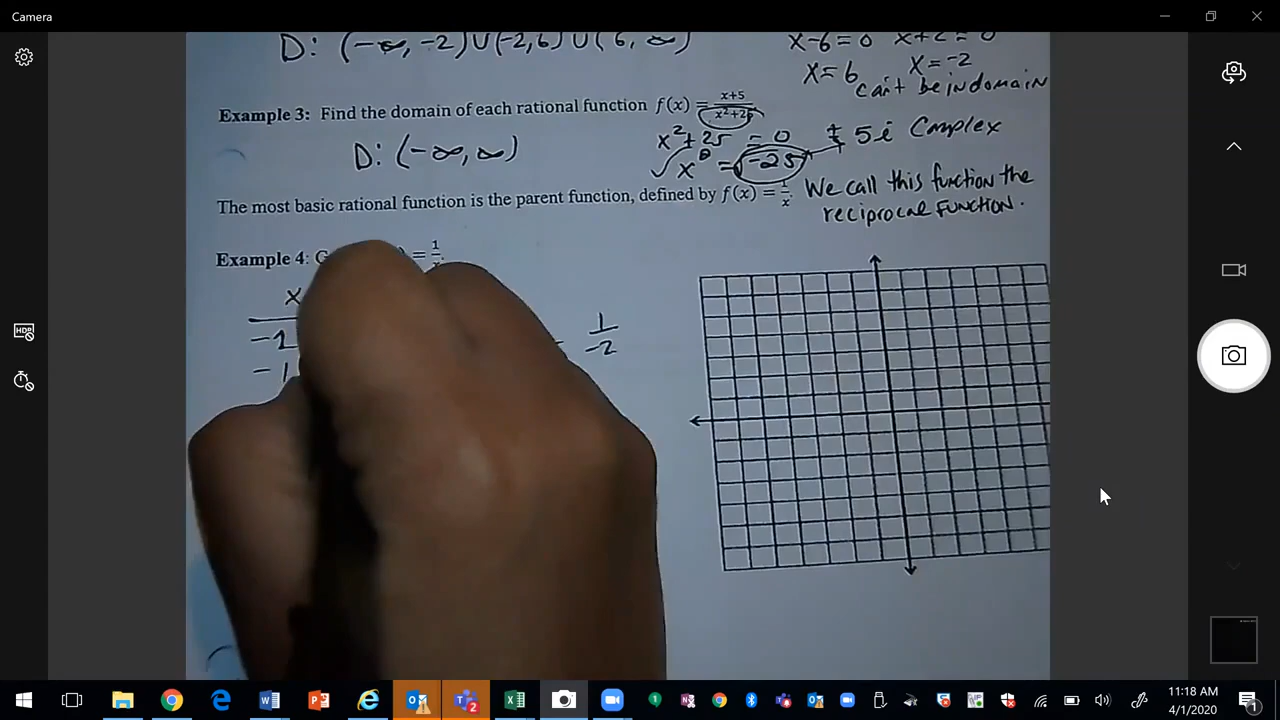 Camera
D: (-∞, -2) U (-2, 6) U (6, ∞)
x-6=0 x+2=0
x=6 x=-2
can't be in domain
Example 3: Find the domain of each rational function f(x) = x+5
D: (-∞, ∞)
x²+25 = 0 ± 5i Complex
= -25
The most basic rational function is the parent function, defined by f(x) = 1/x. We call this function the
reciprocal function.
Example 4: = 1
x
-2
-1
1/-2
11:18 AM
4/1/2020